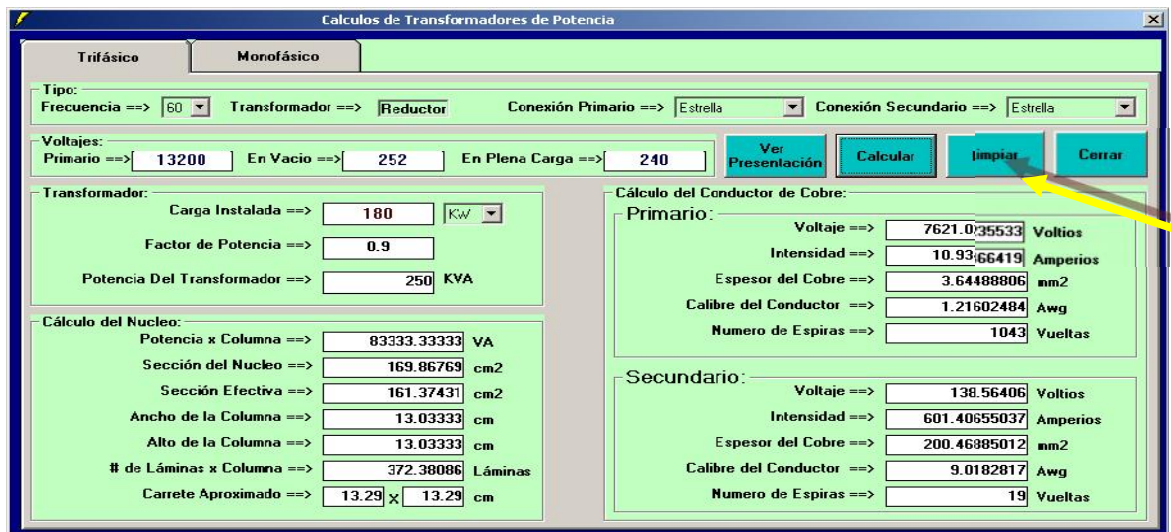 Calculos de Transformadores de Potencia
Trifásico Monofásico
Tipo:
Frecuencia ==> 60 Transformador ==> Reductor Conexión Primario ==> Estrella Conexión Secundario ==> Estrella
Voltajes:
Primario ==> 13200 En Vacio ==> 252 En Plena Carga ==> 240
Ver Presentación Calcular limpiar Cerrar
Transformador:
Carga Instalada ==> 180 KW
Factor de Potencia ==> 0.9
Potencia Del Transformador ==> 250 KVA
Cálculo del Nucleo:
Potencia x Columna ==> 83333.33333 VA
Sección del Nucleo ==> 169.86769 cm2
Sección Efectiva ==> 161.37431 cm2
Ancho de la Columna ==> 13.03333 cm
Alto de la Columna ==> 13.03333 cm
# de Láminas x Columna ==> 372.38086 Láminas
Carrete Aproximado ==> 13.29 x 13.29 cm
Cálculo del Conductor de Cobre:
Primario:
Voltaje ==> Voltios
Intensidad ==> Amperios
Espesor del Cobre ==> 3.64488806 mm2
Calibre del Conductor ==> 1.21602484 Awg
Numero de Espiras ==> 1043 Vueltas
Secundario:
Voltaje ==> 138.56406 Voltios
Intensidad ==> 601.40655037 Amperios
Espesor del Cobre ==> 200.46885012 mm2
Calibre del Conductor ==> 9.0182817 Awg
Numero de Espiras ==> 19 Vueltas